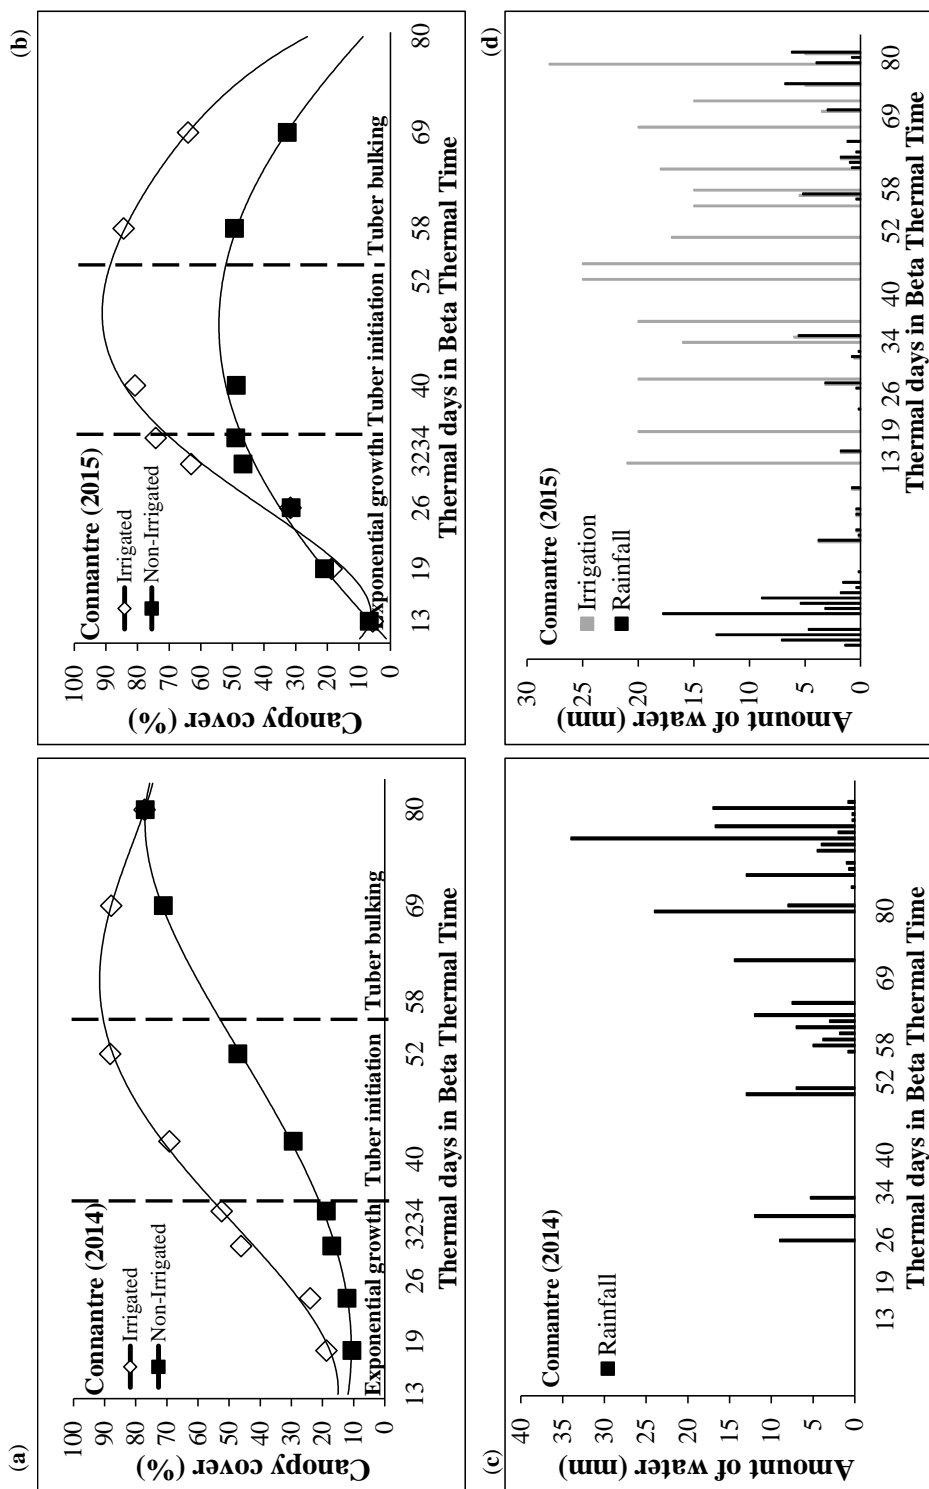 (a)
Connantre (2014)
Irrigated
Non-Irrigated
Canopy cover (%)
100
90
80
70
60
50
40
30
20
10
0
Exponential growth Tuber initiation Tuber bulking
13 19 26 32 34 40 52 58 69 80
Thermal days in Beta Thermal Time
(b)
Connantre (2015)
Irrigated
Non-Irrigated
Canopy cover (%)
100
90
80
70
60
50
40
30
20
10
0
Exponential growth Tuber initiation Tuber bulking
13 19 26 32 34 40 52 58 69 80
Thermal days in Beta Thermal Time
(c)
Connantre (2014)
Rainfall
Amount of water (mm)
40
35
30
25
20
15
10
5
0
13 19 26 34 40 52 58 69 80
Thermal days in Beta Thermal Time
(d)
Connantre (2015)
Irrigation
Rainfall
Amount of water (mm)
30
25
20
15
10
5
0
13 19 26 34 40 52 58 69 80
Thermal days in Beta Thermal Time